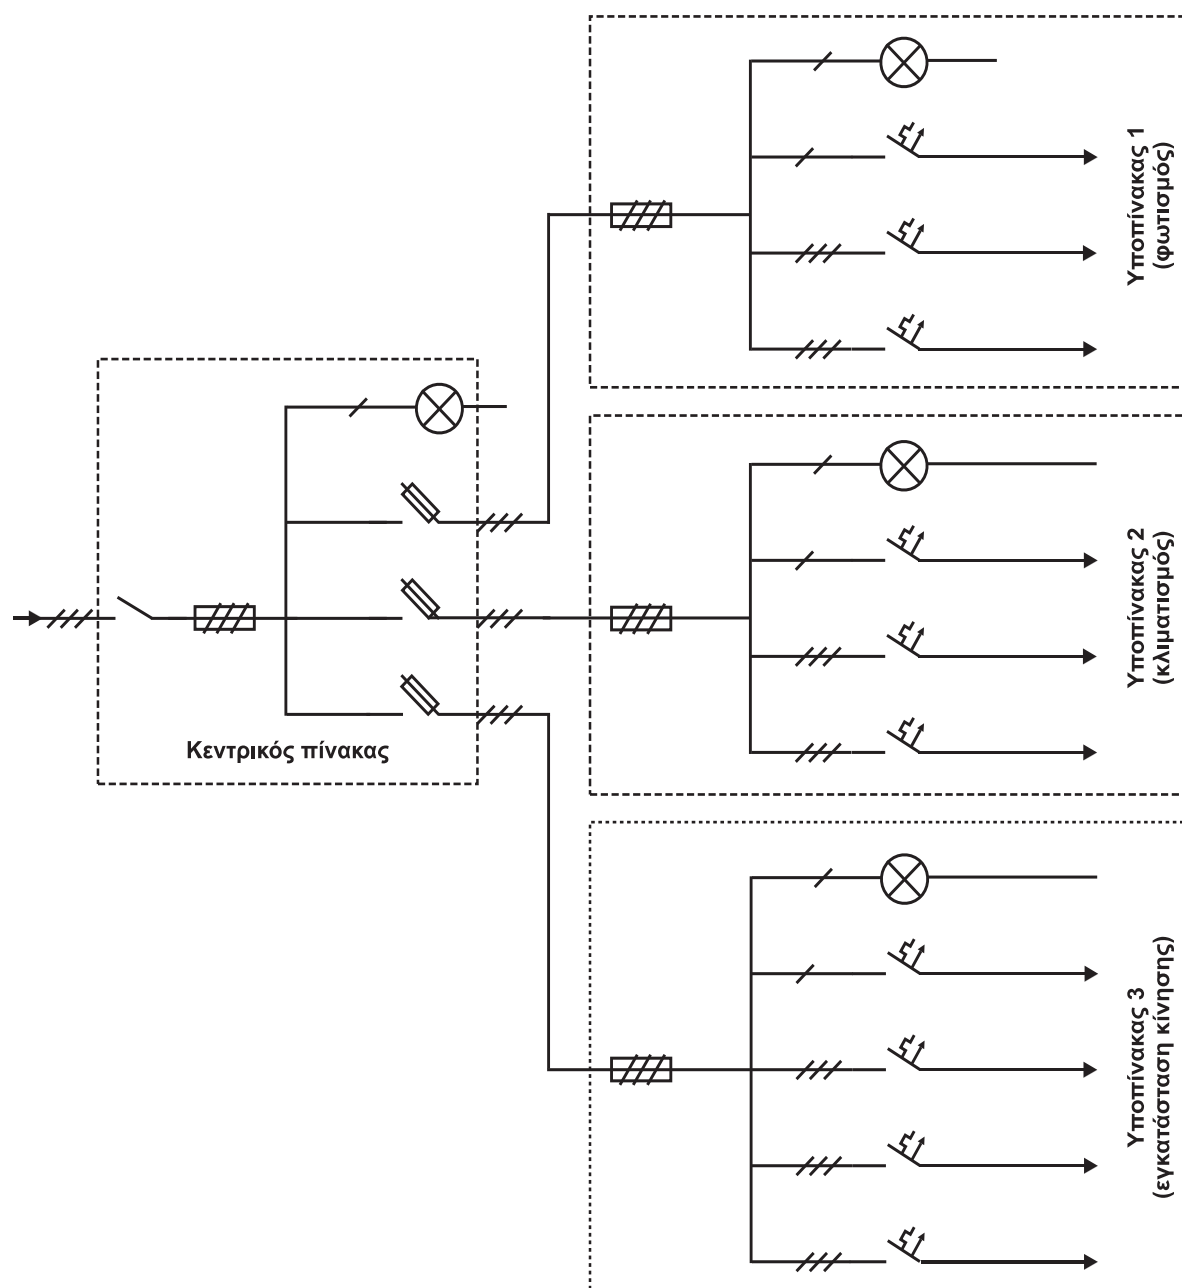 Υποπίνακας 1
(φωτισμός)
Κεντρικός πίνακας
Υποπίνακας 2
(κλιματισμός)
Υποπίνακας 3
(εγκατάσταση κίνησης)